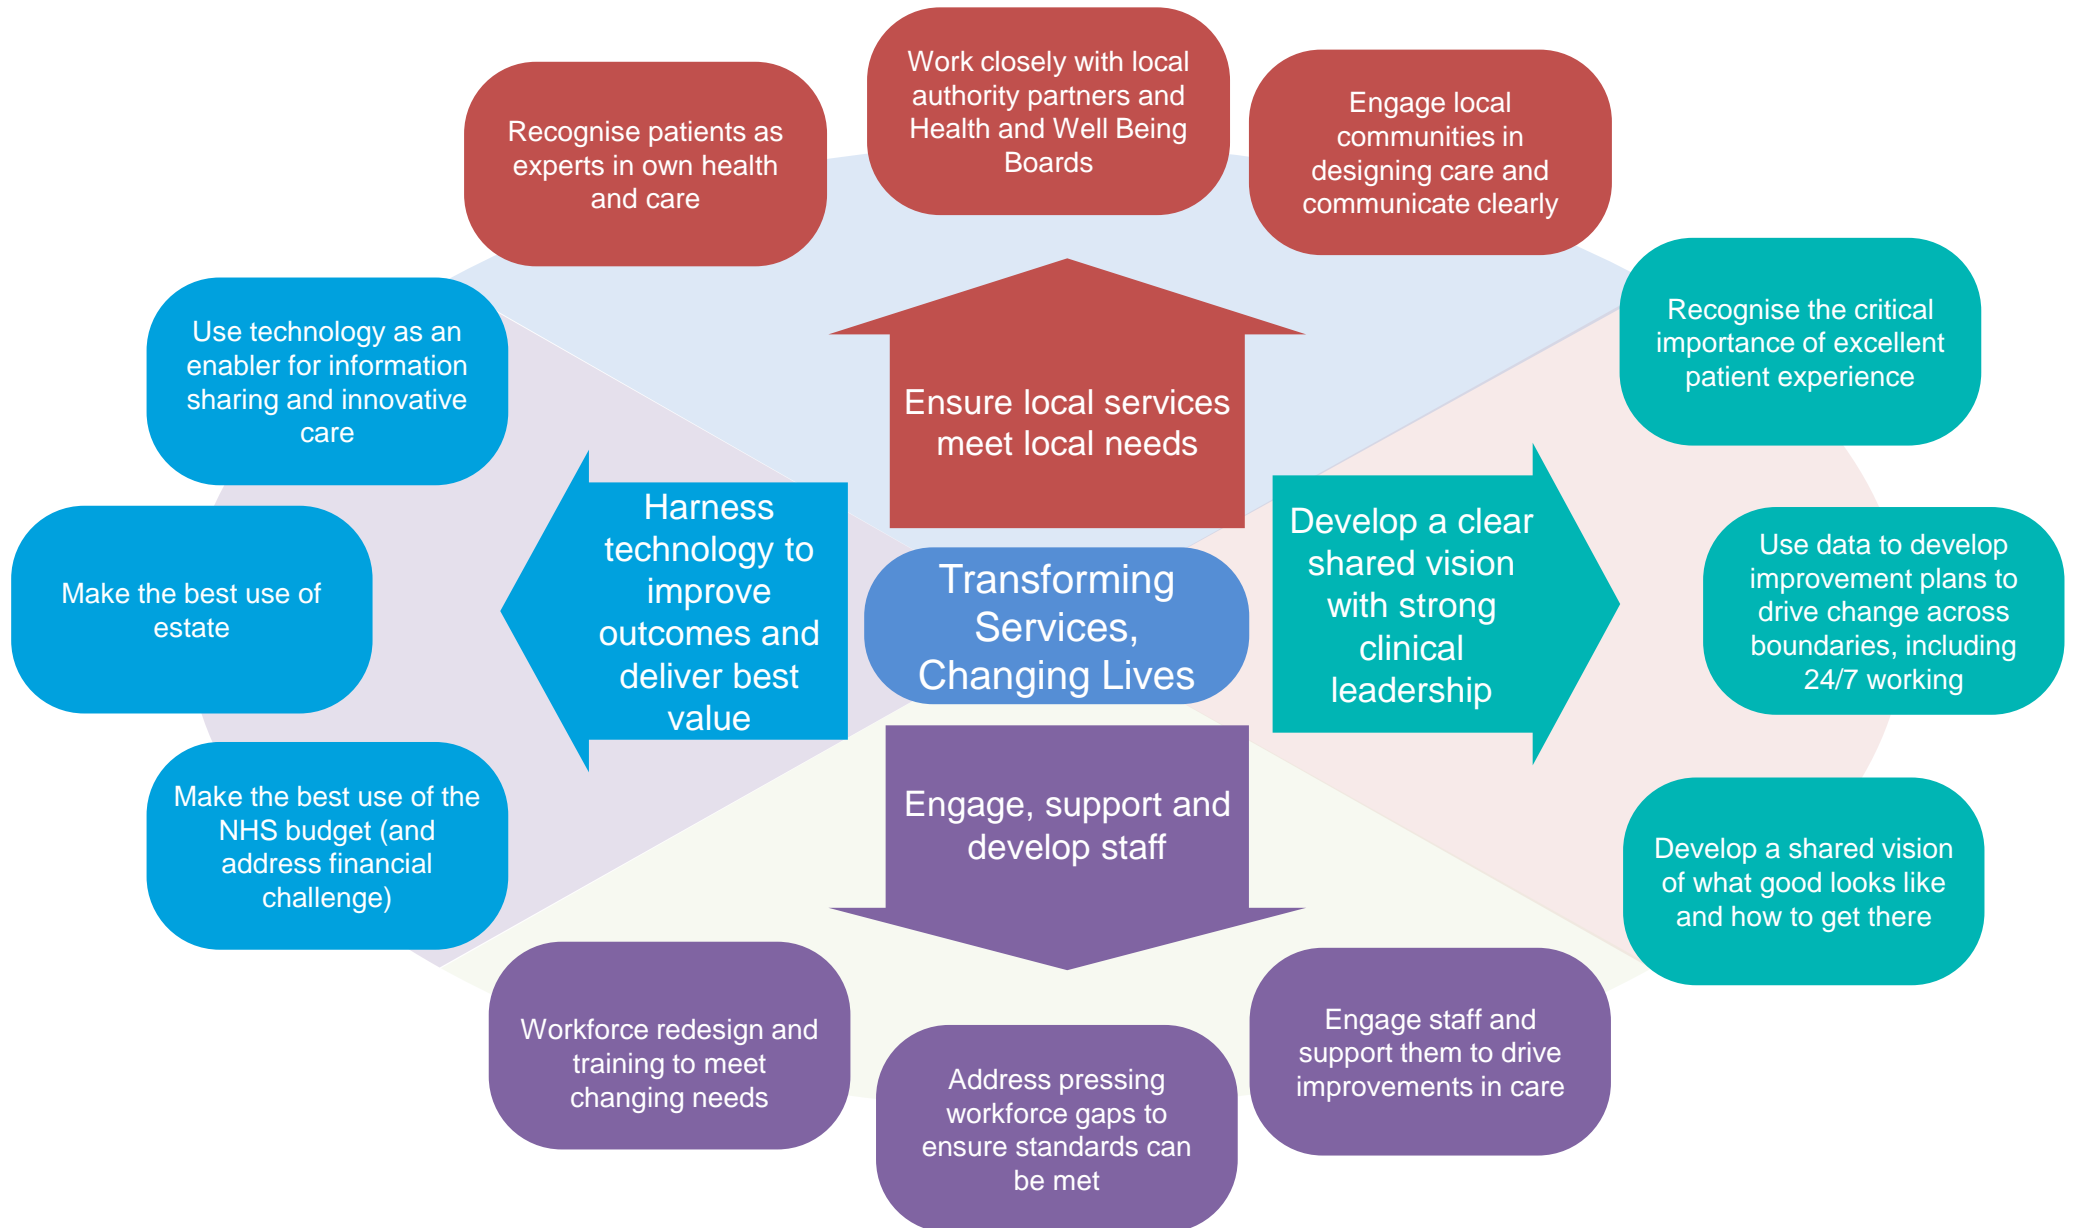 Work closely with local
authority partners and
Health and Well Being
Boards
Engage local
communities in
designing care and
communicate clearly
Recognise patients as
experts in own health
and care
Recognise the critical
importance of excellent
patient experience
Use technology as an
enabler for information
sharing and innovative
care
Ensure local services
meet local needs
Harness
technology to
improve
outcomes and
deliver best
value
Develop a clear
shared vision
with strong
clinical
leadership
Transforming
Services,
Changing Lives
Make the best use of
estate
Use data to develop
improvement plans to
drive change across
boundaries, including
24/7 working
Make the best use of the
NHS budget (and
address financial
challenge)
Engage, support and
develop staff
Develop a shared vision
of what good looks like
and how to get there
Workforce redesign and
training to meet
changing needs
Address pressing
workforce gaps to
ensure standards can
be met
Engage staff and
support them to drive
improvements in care